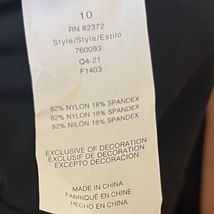 10
RN 82372
Style/Style/Estilo
760093
Q4-21
F1403
82% NYLON 18% SPANDEX
82% NYLON 18% SPANDEX
82% NILÓN 18% SPANDEX
EXCLUSIVE OF DECORATION
EXCLUSIF DE DECORATION
EXCEPTO DECORACIÓN
MADE IN CHINA
FABRIQUÉ EN CHINE
HECHO EN CHINA